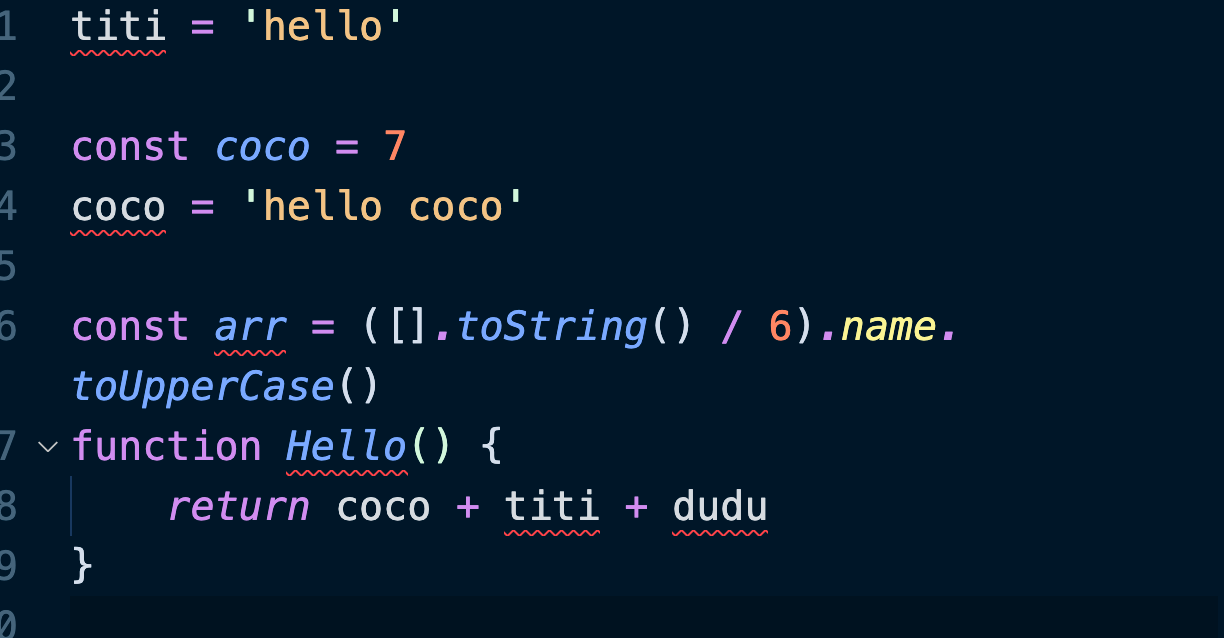 1 titi = 'hello'
2
3 const coco = 7
4 coco = 'hello coco'
5
6 const arr = ([].toString() / 6).name.
toUpperCase()
7 function Hello() {
8 return coco + titi + dudu
9 }
0